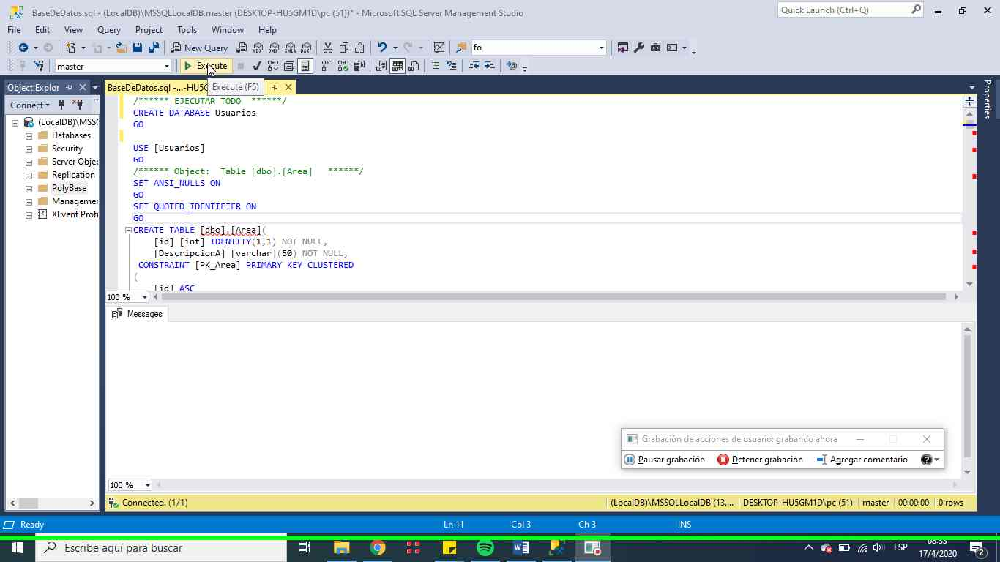 BaseDeDatos.sql - (LocalDB)\MSSQLLocalDB.master (DESKTOP-HU5GM1D\pc (51))* - Microsoft SQL Server Management Studio
Quick Launch (Ctrl+Q)
File Edit View Query Project Tools Window Help
New Query
MDX DMX XMLA DAX
fo
master
Execute
Execute (F5)
Object Explor
BaseDeDatos.sql -...-HU5G
Connect
(LocalDB)\MSS
Databases
Security
Server Objec
Replication
PolyBase
Managemer
XEvent Profi
/****** EJECUTAR TODO  ******/
CREATE DATABASE Usuarios
GO
USE [Usuarios]
GO
/****** Object:  Table [dbo].[Area]   ******/
SET ANSI_NULLS ON
GO
SET QUOTED_IDENTIFIER ON
GO
CREATE TABLE [dbo].[Area](
[id] [int] IDENTITY(1,1) NOT NULL,
[DescripcionA] [varchar](50) NOT NULL,
CONSTRAINT [PK_Area] PRIMARY KEY CLUSTERED
(
[id] ASC
100 %
Properties
Messages
Grabación de acciones de usuario: grabando ahora
Pausar grabación Detener grabación Agregar comentario
100 %
Connected. (1/1)
(LocalDB)\MSSQLLocalDB (13.... DESKTOP-HU5GM1D\pc (51) master 00:00:00 0 rows
Ready Ln 11 Col 3 Ch 3 INS
Escribe aquí para buscar
ESP
17/4/2020
2